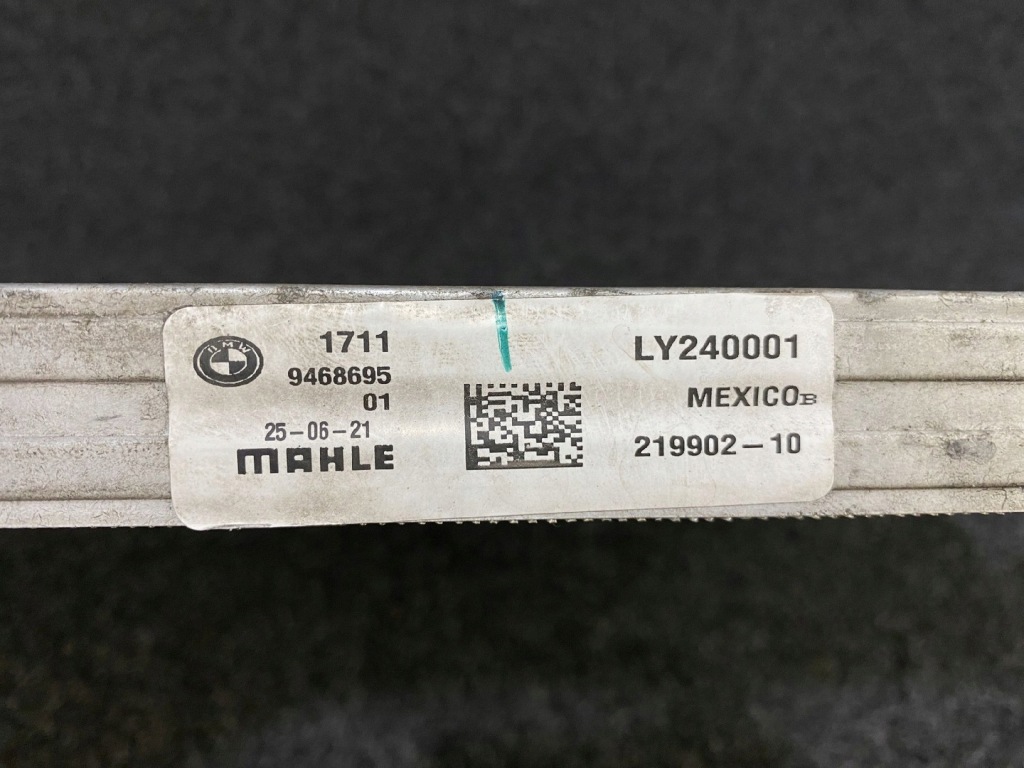 BMW
1711
9468695
01
25-06-21
MAHLE
LY240001
MEXICO B
219902-10